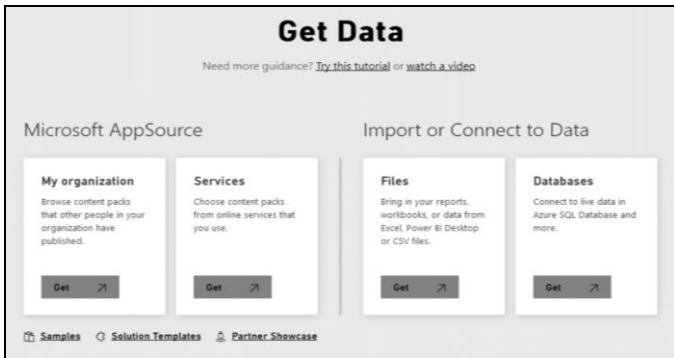 Get Data
Need more guidance? Try this tutorial or watch a video
Microsoft AppSource
My organization
Browse content packs
that other people in your
organization have
published.
Get
Services
Choose content packs
from online services that
you use.
Get
Import or Connect to Data
Files
Bring in your reports,
workbooks, or data from
Excel, Power BI Desktop
or CSV files.
Get
Databases
Connect to live data in
Azure SQL Database and
more.
Get
Samples Solution Templates Partner Showcase